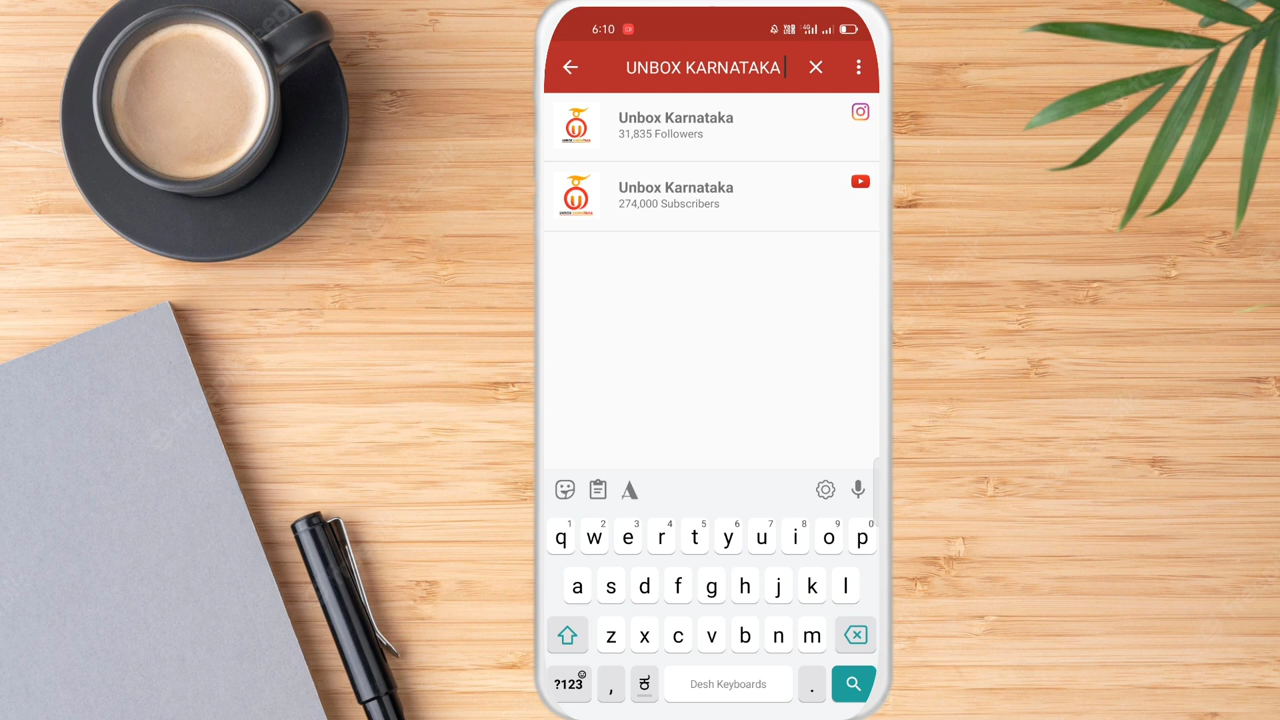 6:10
UNBOX KARNATAKA
Unbox Karnataka
31,835 Followers
Unbox Karnataka
274,000 Subscribers
1 2 3 4 5 6 7 8 9 0
q w e r t y u i o p
a s d f g h j k l
z x c v b n m
?123 , ಕ Desh Keyboards .